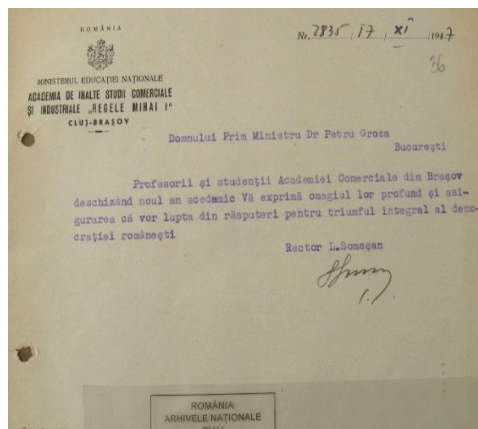 ROMÂNIA
MINISTERUL EDUCAȚIEI NAȚIONALE
ACADEMIA DE INALTE STUDII COMERCIALE
ȘI INDUSTRIALE „REGELE MIHAI I"
CLUJ-BRAȘOV
Nr. 2835 / 17 XI /1947
36
Domnului Prim Ministru Dr Petru Groza
București
Profesorii și studenții Academiei Comerciale din Brașov
deschizând noul an acedemic Vă exprimă omagiul lor profund și asi-
gurarea că vor lupta din răsputeri pentru triumful integral al demo-
crației românești
Rector L.Someșan
ROMÂNIA
ARHIVELE NAȚIONALE